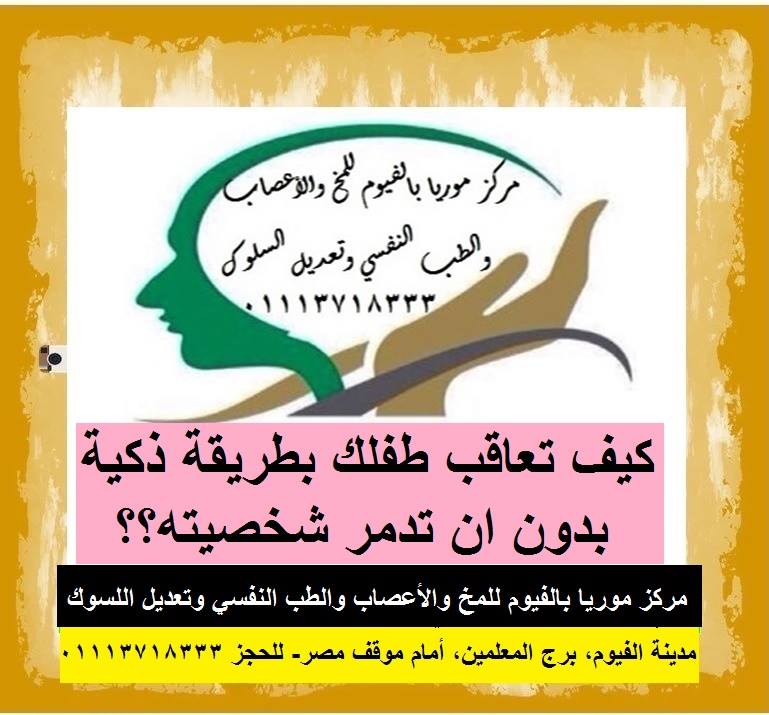 مركز موريا بالفيوم للمخ والأعصاب
والطب النفسي وتعديل السلوك
٠١١١٣٧١٨٣٣٣
كيف تعاقب طفلك بطريقة ذكية
بدون ان تدمر شخصيته؟؟
مركز موريا بالفيوم للمخ والأعصاب والطب النفسي وتعديل اللسوك
مدينة الفيوم، برج المعلمين، أمام موقف مصرـ للحجز ٠١١١٣٧١٨٣٣٣